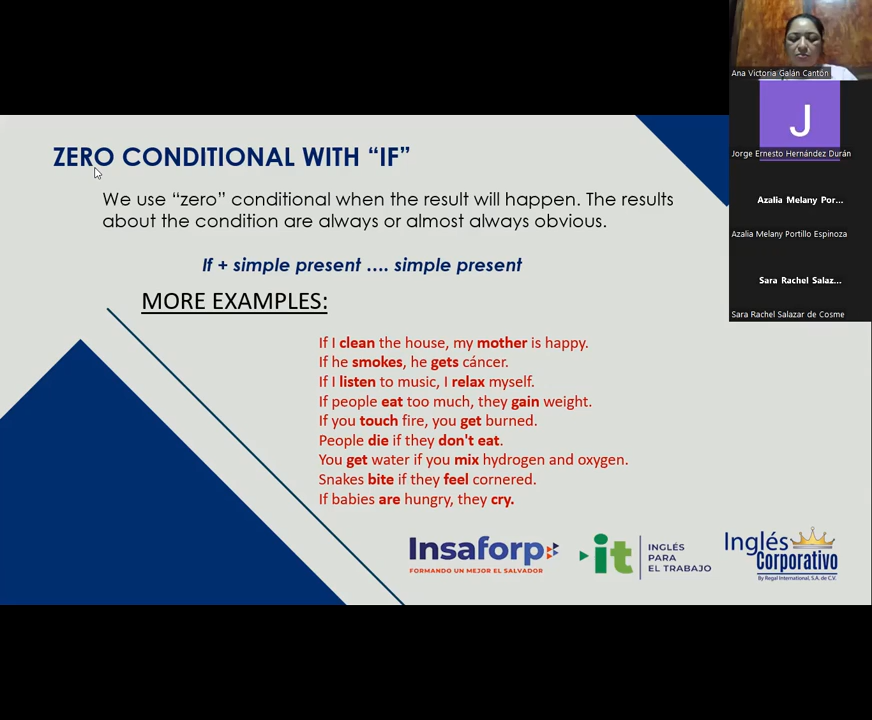 Ana Victoria Galán Cantón
ZERO CONDITIONAL WITH “IF”
J
Jorge Ernesto Hernández Durán
We use “zero” conditional when the result will happen. The results
about the condition are always or almost always obvious.
Azalia Melany Por...
Azalia Melany Portillo Espinoza
If + simple present .... simple present
Sara Rachel Salaz...
MORE EXAMPLES:
Sara Rachel Salazar de Cosme
If I clean the house, my mother is happy.
If he smokes, he gets cáncer.
If I listen to music, I relax myself.
If people eat too much, they gain weight.
If you touch fire, you get burned.
People die if they don't eat.
You get water if you mix hydrogen and oxygen.
Snakes bite if they feel cornered.
If babies are hungry, they cry.
Insaforp
FORMANDO UN MEJOR EL SALVADOR
it
INGLÉS
PARA
EL TRABAJO
Inglés
Corporativo
By Regal International, S.A. de C.V.